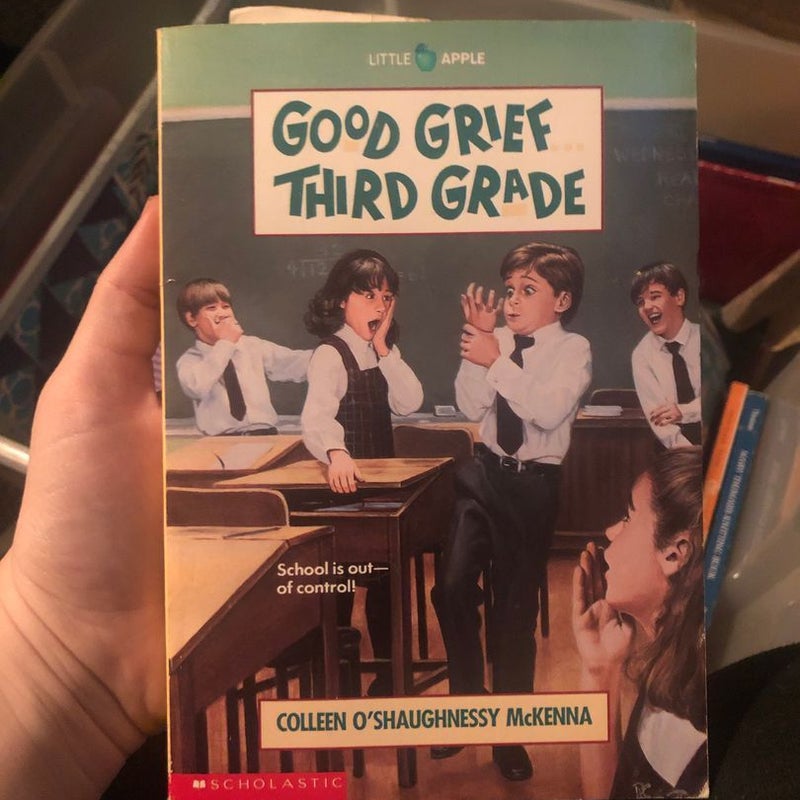 LITTLE APPLE
GOOD GRIEF...
THIRD GRADE
School is out—
of control!
COLLEEN O'SHAUGHNESSY McKENNA
SCHOLASTIC